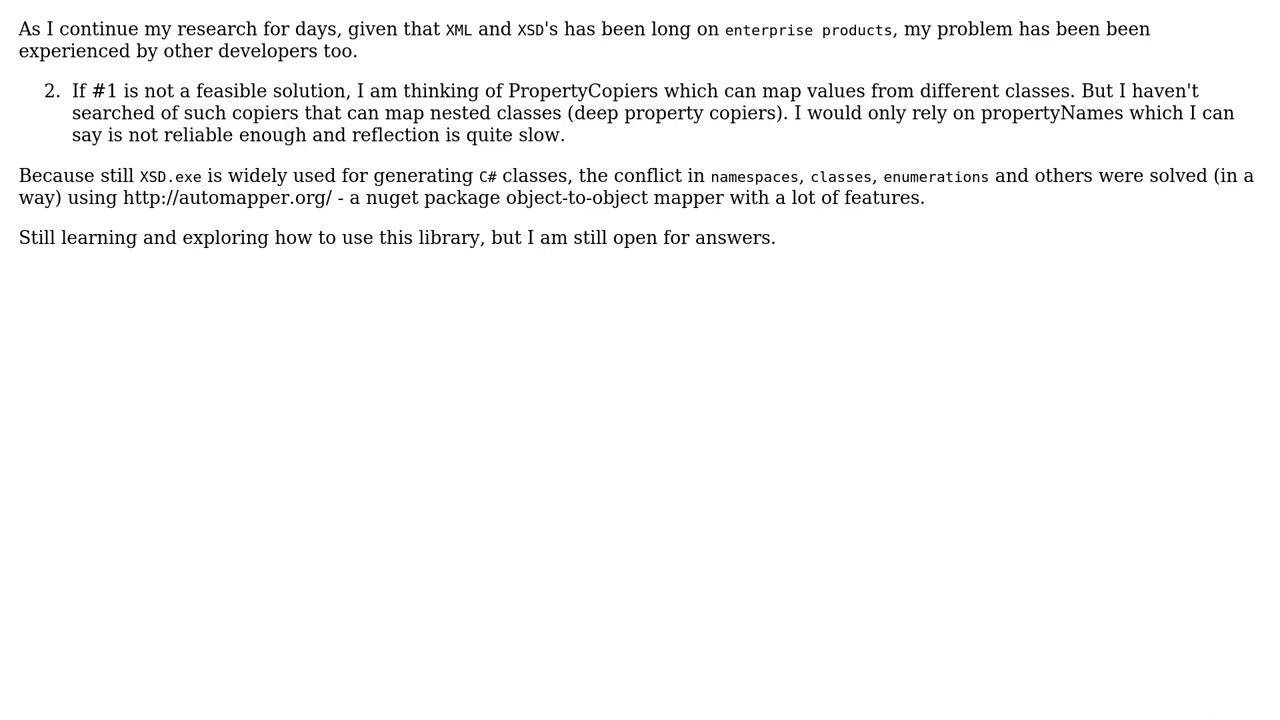 As I continue my research for days, given that XML and XSD's has been long on enterprise products, my problem has been been
experienced by other developers too.
2. If #1 is not a feasible solution, I am thinking of PropertyCopiers which can map values from different classes. But I haven't
searched of such copiers that can map nested classes (deep property copiers). I would only rely on propertyNames which I can
say is not reliable enough and reflection is quite slow.
Because still XSD.exe is widely used for generating C# classes, the conflict in namespaces, classes, enumerations and others were solved (in a
way) using http://automapper.org/ - a nuget package object-to-object mapper with a lot of features.
Still learning and exploring how to use this library, but I am still open for answers.